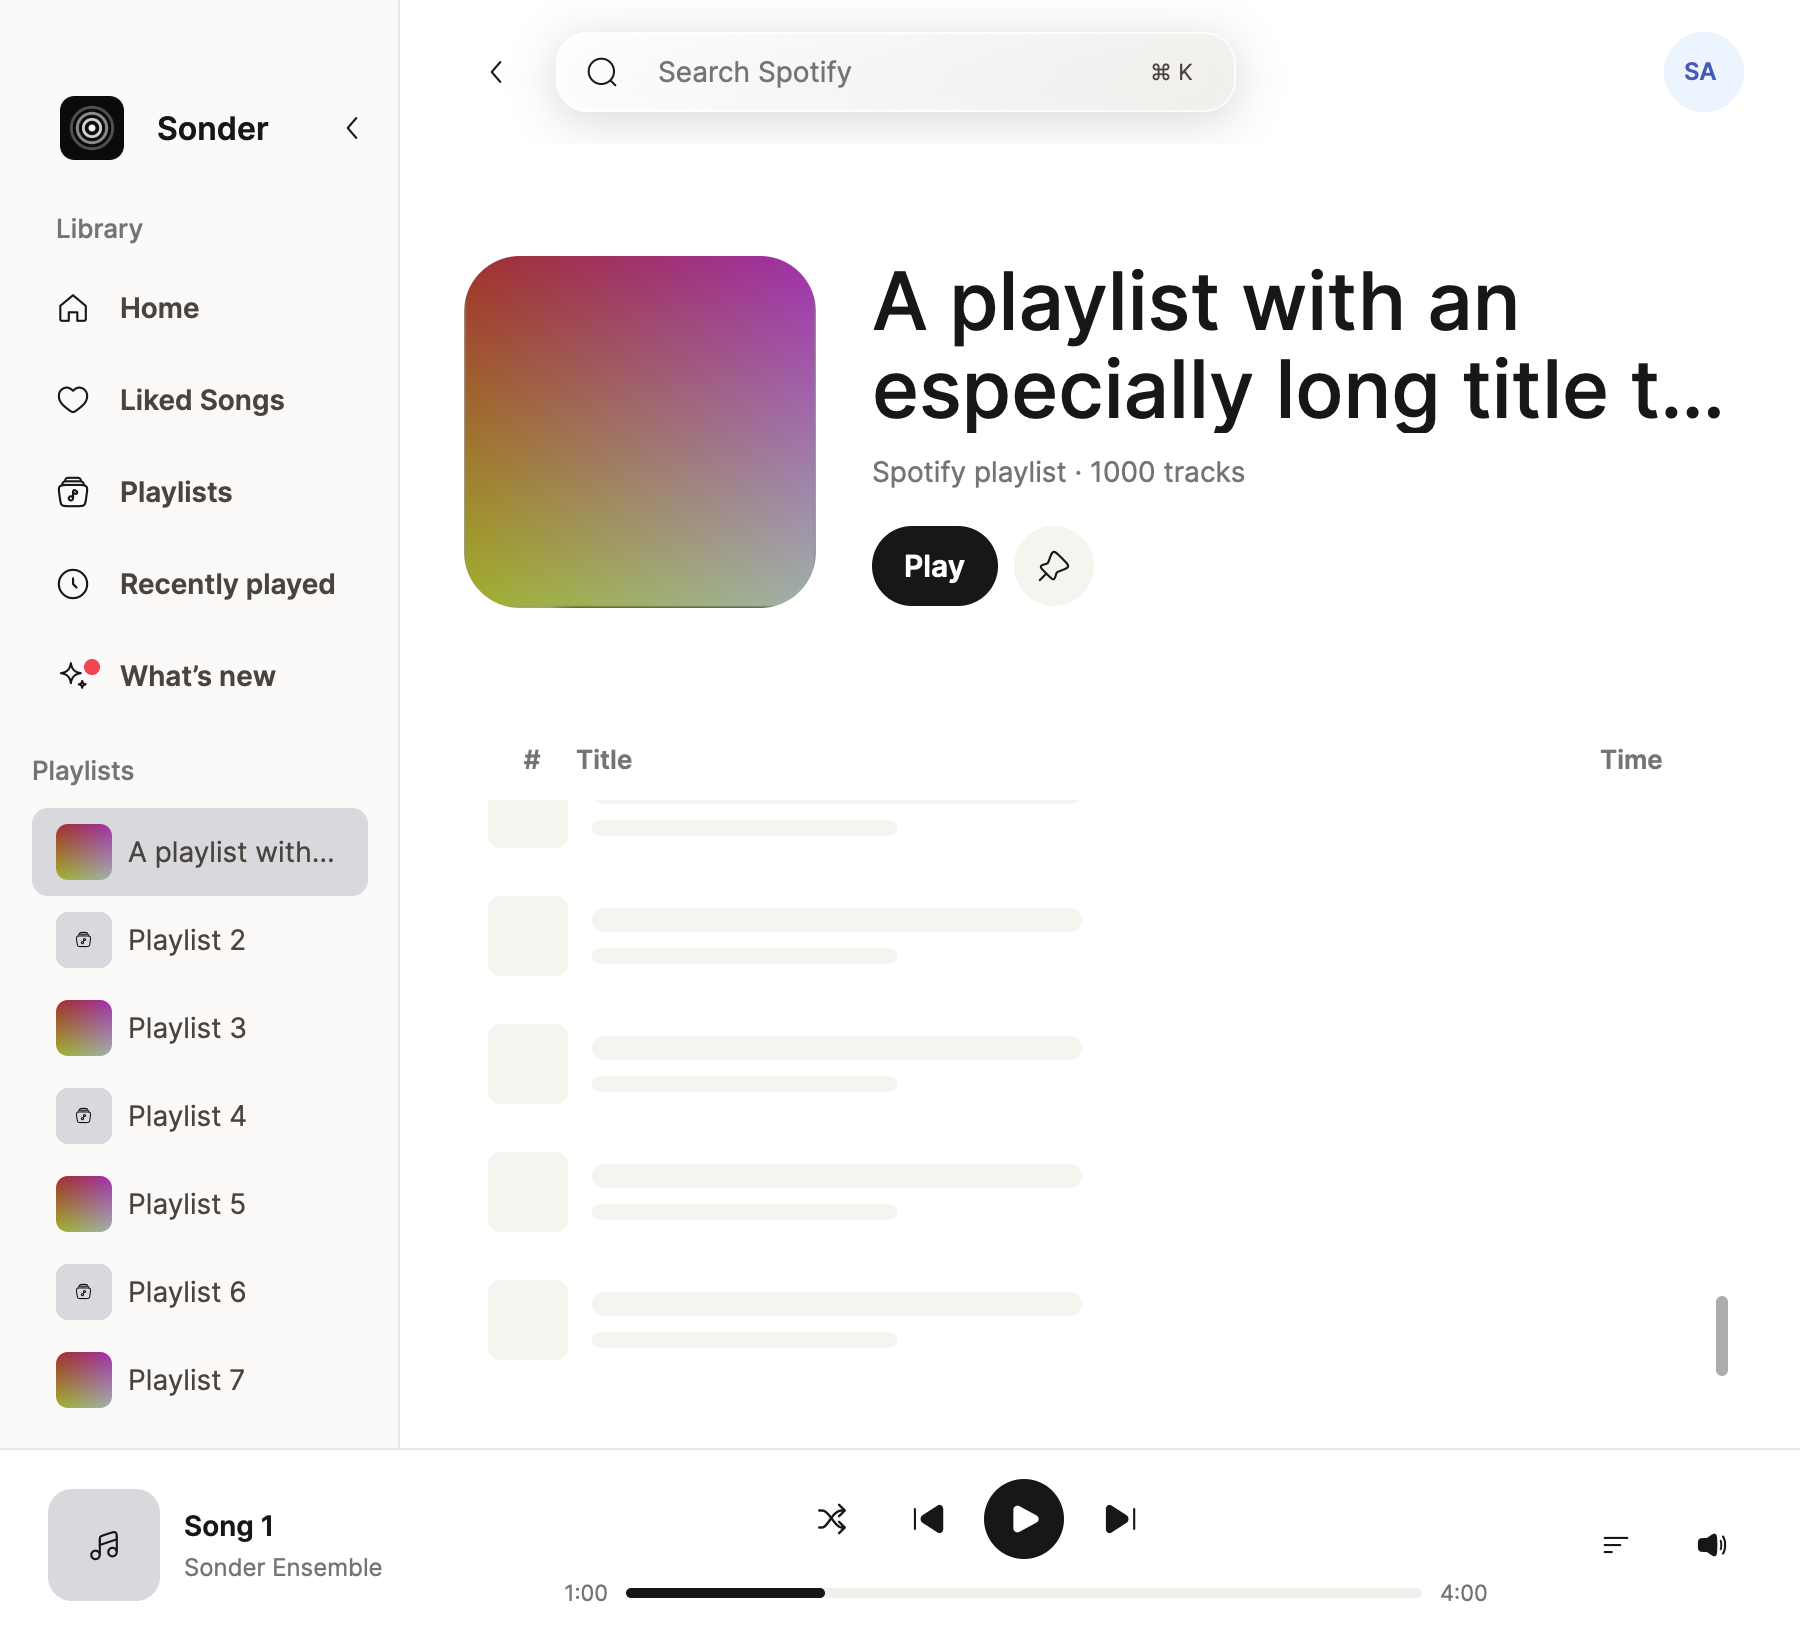 Search Spotify
⌘ K
SA
Sonder
Library
Home
Liked Songs
Playlists
Recently played
What’s new
Playlists
A playlist with...
Playlist 2
Playlist 3
Playlist 4
Playlist 5
Playlist 6
Playlist 7
A playlist with an
especially long title t...
Spotify playlist · 1000 tracks
Play
# Title Time
Song 1
Sonder Ensemble
1:00
4:00